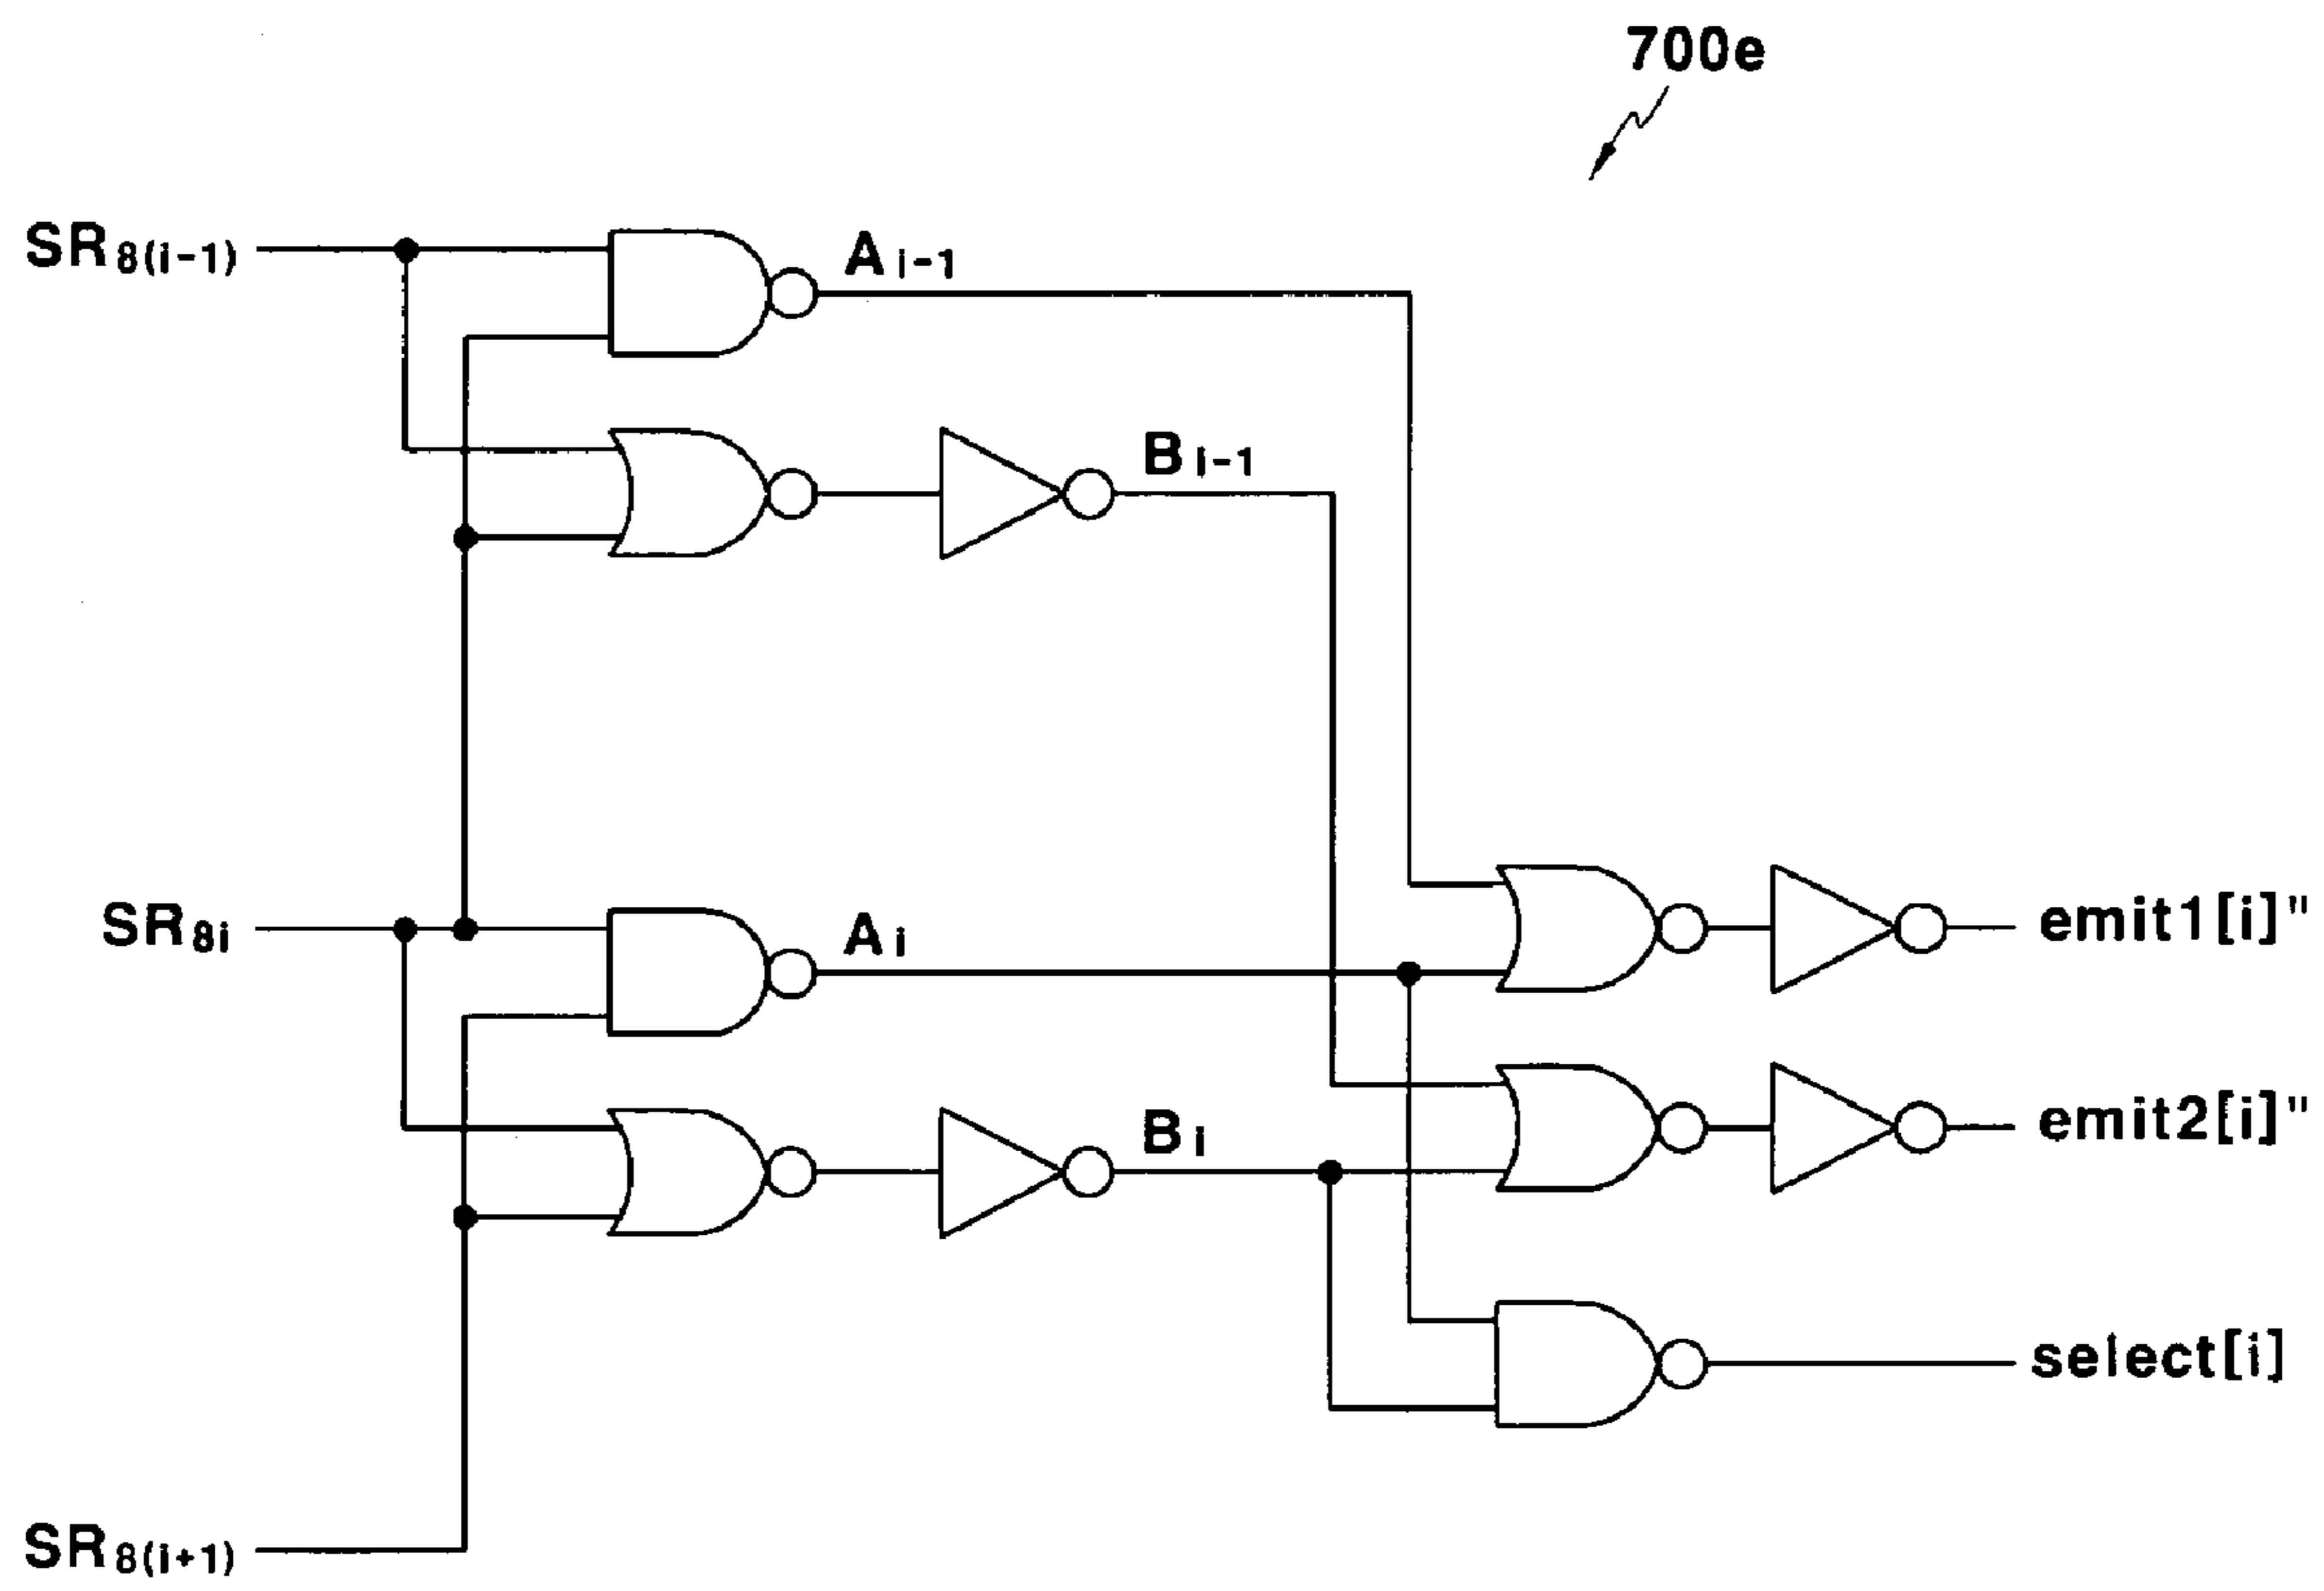 700e
SR8(i-1)
Ai-1
Bi-1
SR8i
Ai
emit1[i]"
Bi
emit2[i]"
select[i]
SR8(i+1)